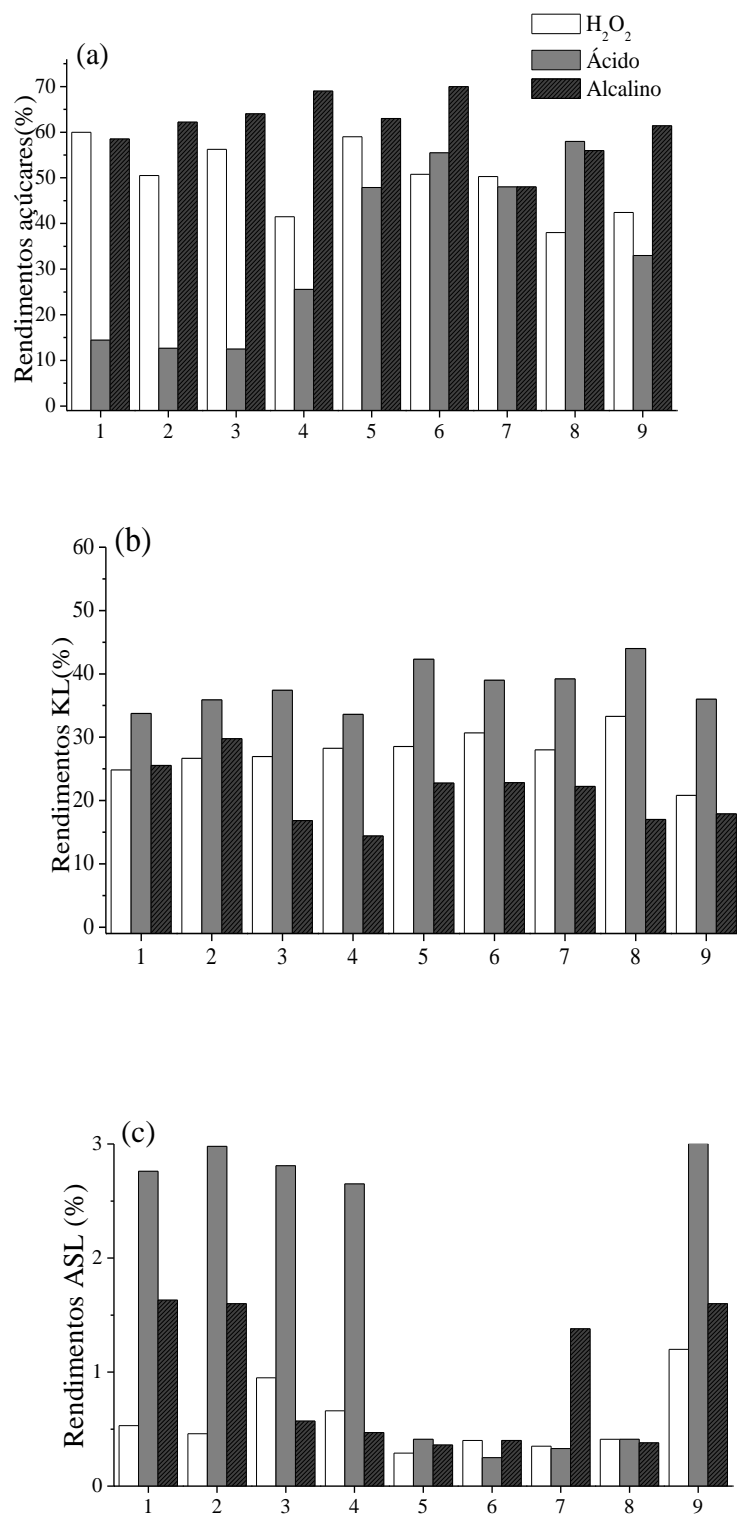 (a)
H₂O₂
Ácido
Alcalino
Rendimentos açúcares(%)
70
60
50
40
30
20
10
0
1 2 3 4 5 6 7 8 9
(b)
Rendimentos KL(%)
60
50
40
30
20
10
0
1 2 3 4 5 6 7 8 9
(c)
Rendimentos ASL (%)
3
2
1
0
1 2 3 4 5 6 7 8 9